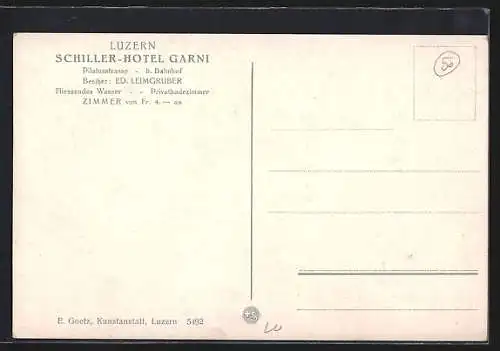 LUZERN
SCHILLER-HOTEL GARNI
Pilatusstrasse - b. Bahnhof
Besitzer: ED. LEIMGRUBER
Fliessendes Wasser - - Privatbadezimmer
ZIMMER von Fr. 4.— an
50
E. Goetz, Kunstanstalt, Luzern 5492